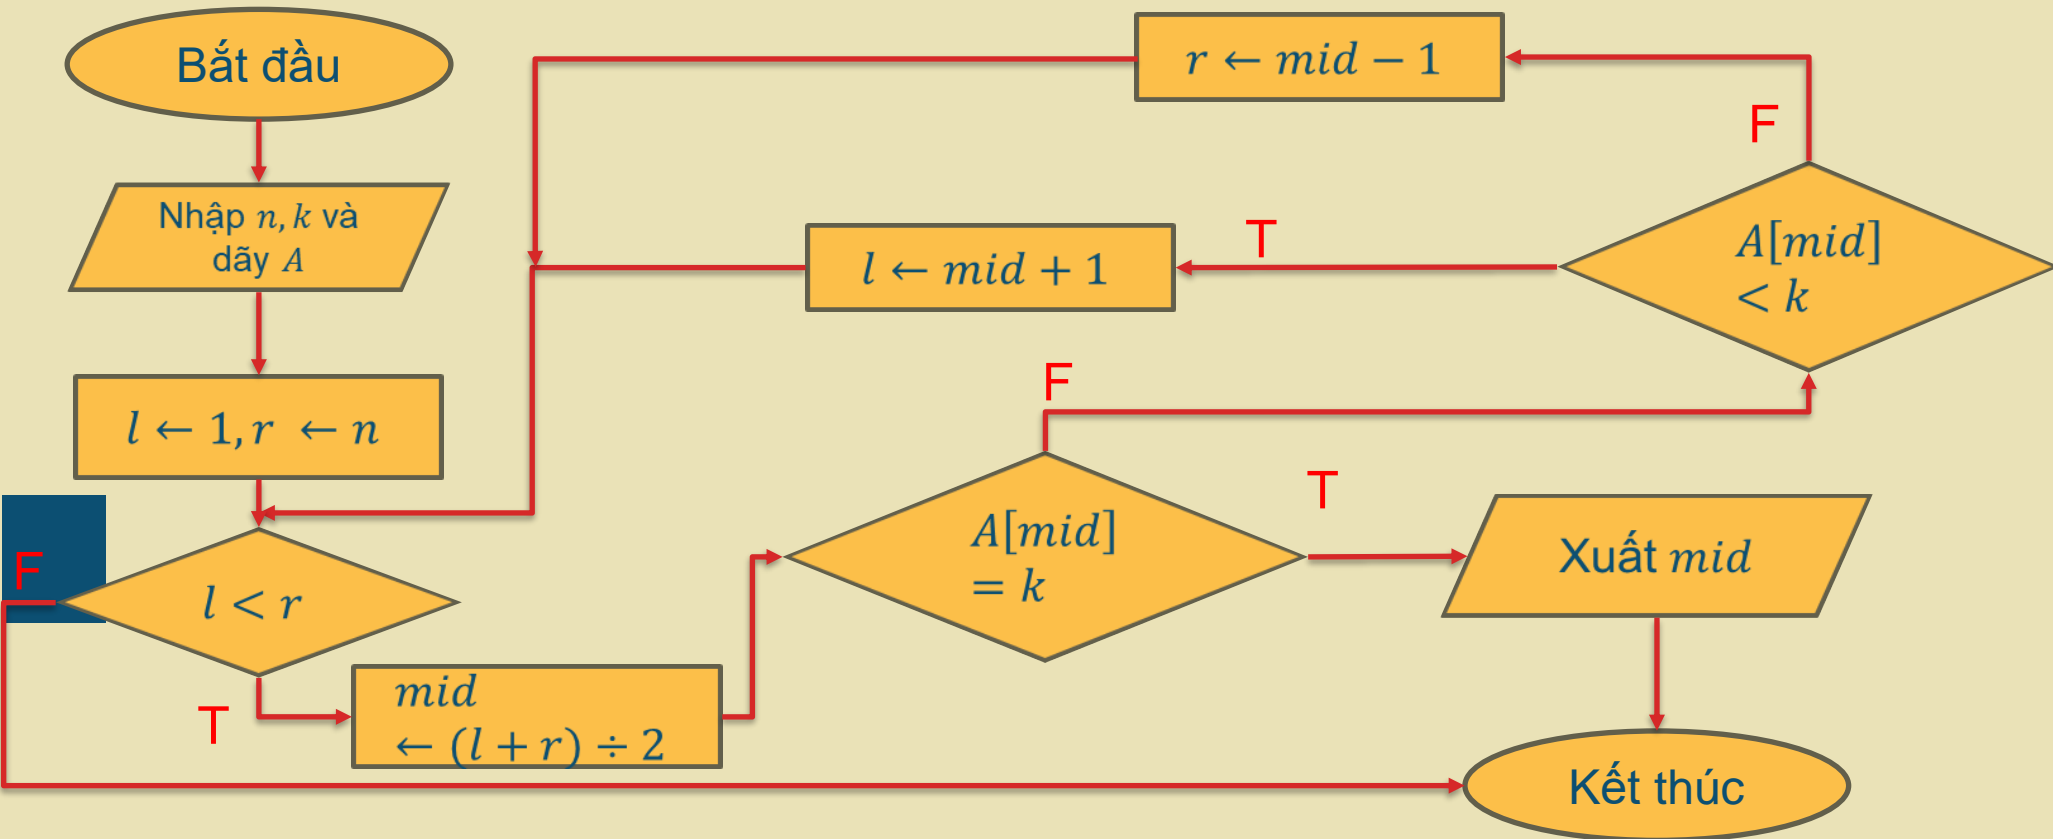 Bắt đầu
Nhập n, k và
dãy A
l ← 1, r ← n
l < r
F
T
mid
← (l + r) ÷ 2
A[mid]
= k
F
T
A[mid]
< k
T
F
l ← mid + 1
r ← mid − 1
Xuất mid
Kết thúc